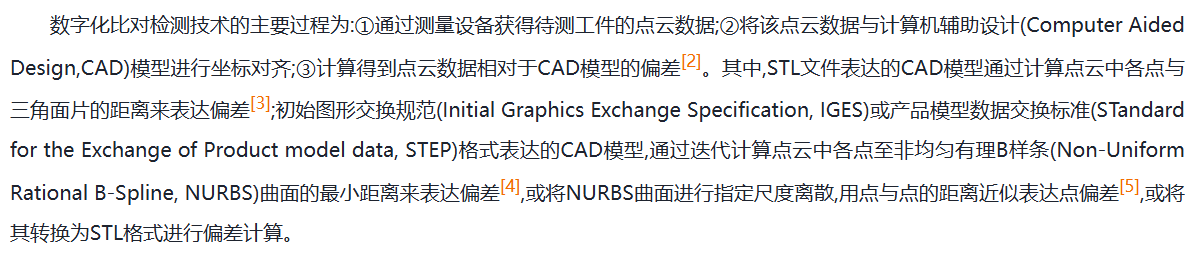 数字化比对检测技术的主要过程为:①通过测量设备获得待测工件的点云数据;②将该点云数据与计算机辅助设计(Computer Aided
Design,CAD)模型进行坐标对齐;③计算得到点云数据相对于CAD模型的偏差[2]。其中,STL文件表达的CAD模型通过计算点云中各点与
三角面片的距离来表达偏差[3];初始图形交换规范(Initial Graphics Exchange Specification, IGES)或产品模型数据交换标准(STandard
for the Exchange of Product model data, STEP)格式表达的CAD模型,通过迭代计算点云中各点至非均匀有理B样条(Non-Uniform
Rational B-Spline, NURBS)曲面的最小距离来表达偏差[4],或将NURBS曲面进行指定尺度离散,用点与点的距离近似表达点偏差[5],或将
其转换为STL格式进行偏差计算。